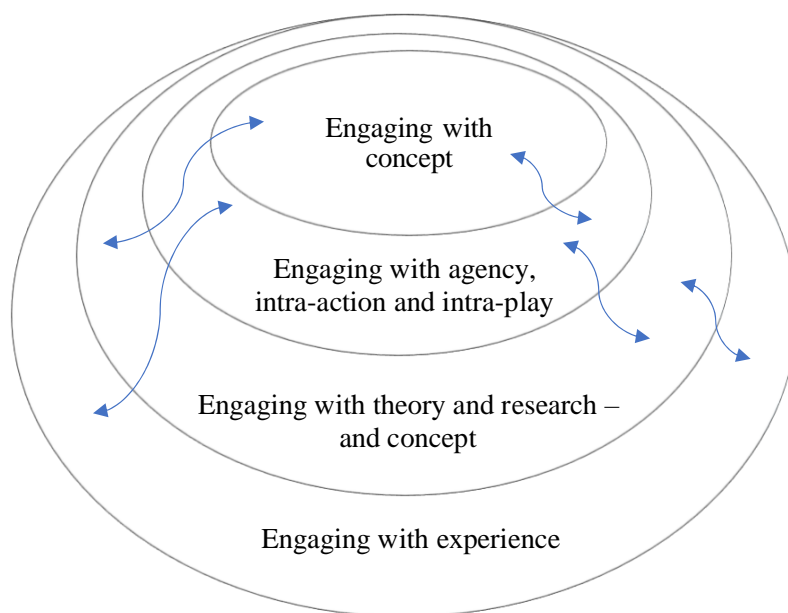 Engaging with
concept
Engaging with agency,
intra-action and intra-play
Engaging with theory and research –
and concept
Engaging with experience